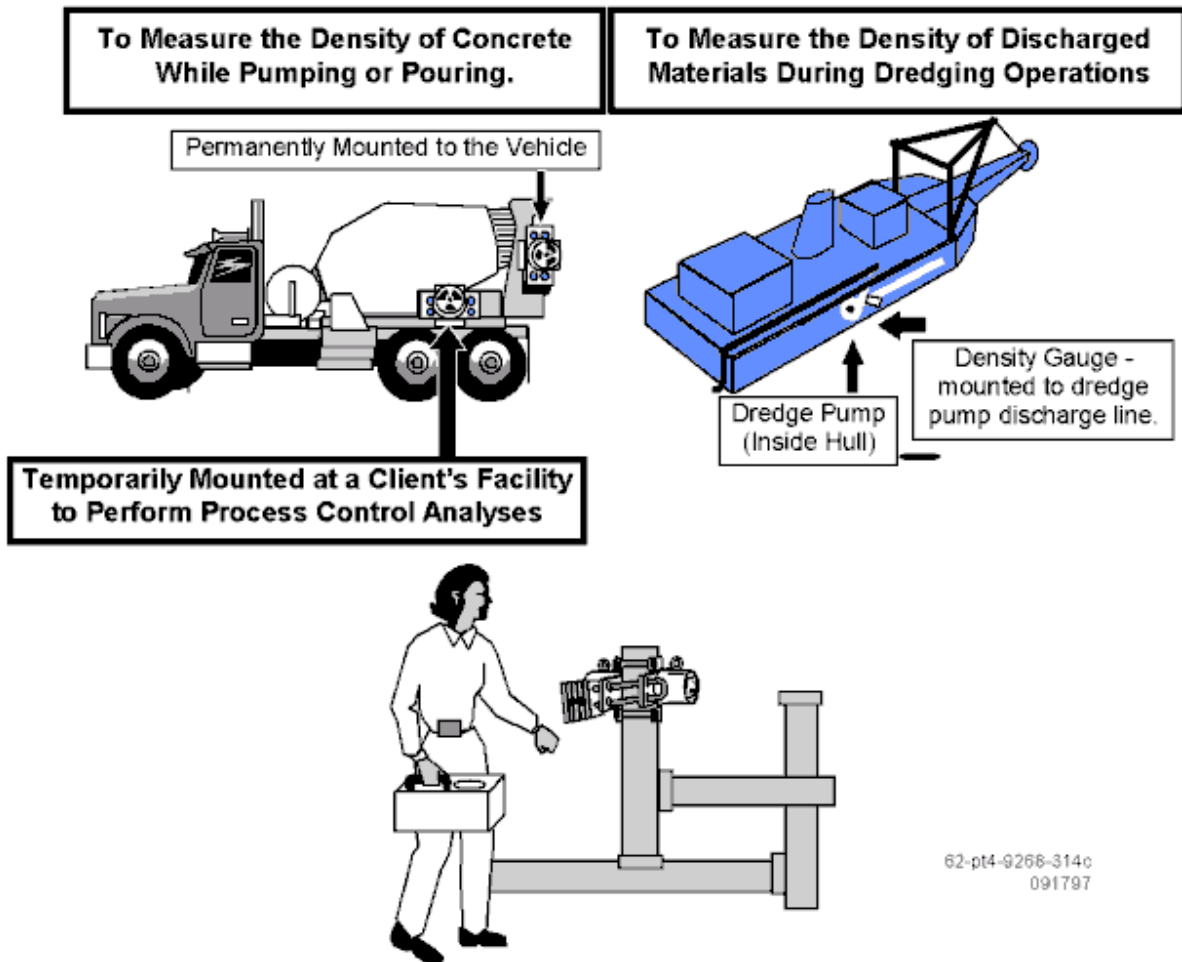 To Measure the Density of Concrete
While Pumping or Pouring.
To Measure the Density of Discharged
Materials During Dredging Operations
Permanently Mounted to the Vehicle
Density Gauge -
mounted to dredge
pump discharge line.
Dredge Pump
(Inside Hull)
Temporarily Mounted at a Client's Facility
to Perform Process Control Analyses
62-pt4-9268-314c
091797